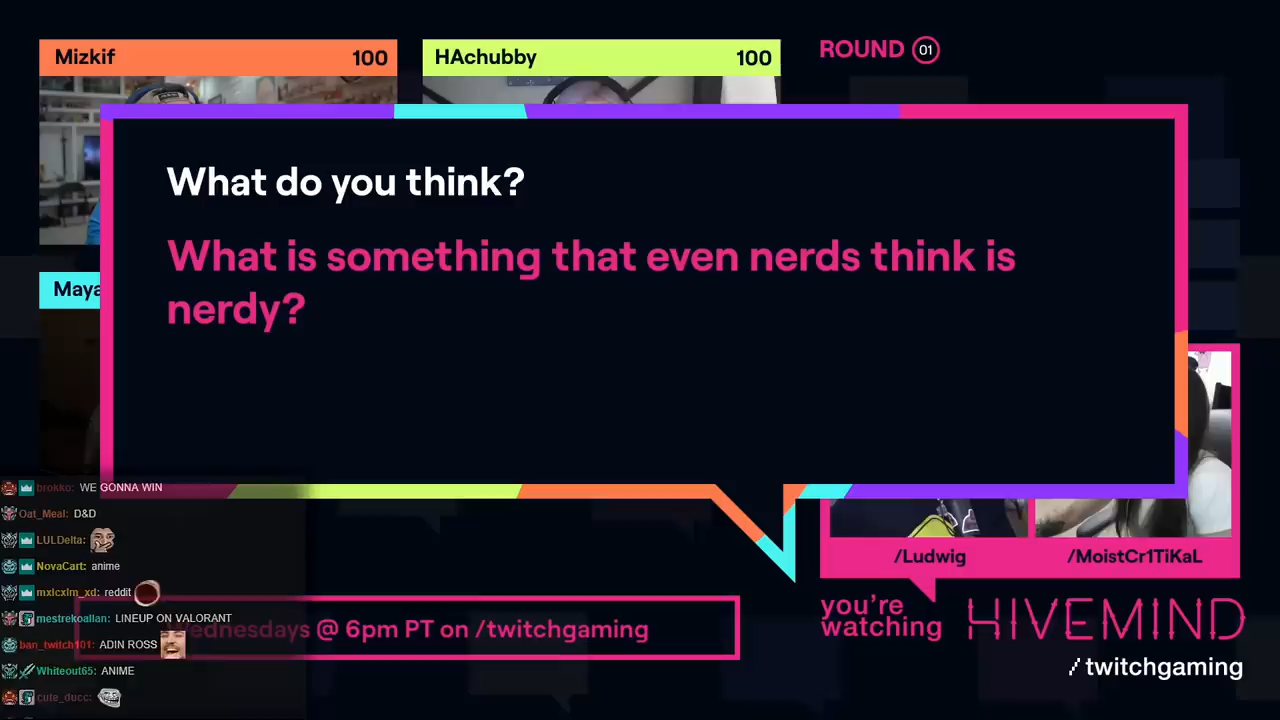 Mizkif 100
HAchubby 100
ROUND 01
What do you think?
What is something that even nerds think is
nerdy?
Maya
/Ludwig
/MoistCr1TiKaL
brokko: WE GONNA WIN
Oat_Meal: D&D
LULDelta:
NovaCart: anime
mxlcxlm_xd: reddit
mestrekoallan: LINEUP ON VALORANT
ban_twitch101: ADIN ROSS
Whiteout65: ANIME
cute_ducc:
Wednesdays @ 6pm PT on /twitchgaming
you're
watching
HIVEMIND
/twitchgaming